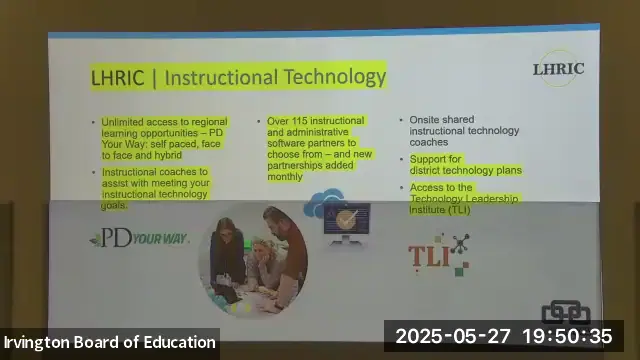 LHRIC | Instructional Technology
LHRIC
• Unlimited access to regional
learning opportunities – PD
Your Way: self paced, face
to face and hybrid
• Instructional coaches to
assist with meeting your
instructional technology
goals.
• Over 115 instructional
and administrative
software partners to
choose from – and new
partnerships added
monthly
• Onsite shared
instructional technology
coaches
• Support for
district technology plans
• Access to the
Technology Leadership
Institute (TLI)
PD YOUR WAY
TLI
Irvington Board of Education
2025-05-27 19:50:35